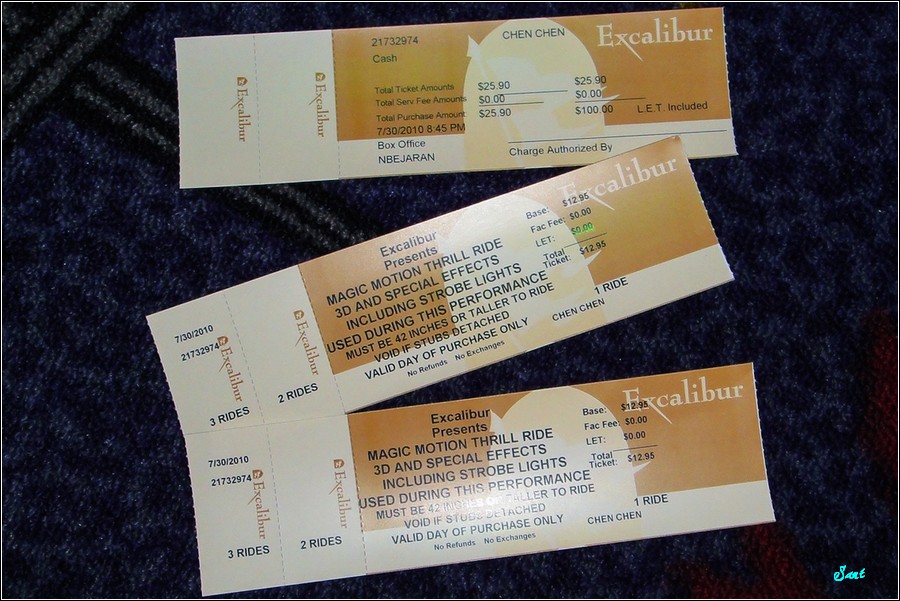 Excalibur
Excalibur
21732974
CHEN CHEN
Excalibur
Cash
Total Ticket Amounts $25.90 $25.90
Total Serv Fee Amounts $0.00 $0.00
Total Purchase Amount $25.90 $100.00 L.E.T. Included
7/30/2010 8:45 PM
Box Office
NBEJARAN
Charge Authorized By
7/30/2010
21732974
Excalibur
3 RIDES
Excalibur
2 RIDES
Excalibur
Presents
MAGIC MOTION THRILL RIDE
3D AND SPECIAL EFFECTS
INCLUDING STROBE LIGHTS
USED DURING THIS PERFORMANCE
MUST BE 42 INCHES OR TALLER TO RIDE
VOID IF STUBS DETACHED
VALID DAY OF PURCHASE ONLY
No Refunds No Exchanges
Excalibur
Base: $12.95
Fac Fee: $0.00
LET: $0.00
Total
Ticket: $12.95
1 RIDE
CHEN CHEN
7/30/2010
21732974
Excalibur
3 RIDES
Excalibur
2 RIDES
Excalibur
Presents
MAGIC MOTION THRILL RIDE
3D AND SPECIAL EFFECTS
INCLUDING STROBE LIGHTS
USED DURING THIS PERFORMANCE
MUST BE 42 INCHES OR TALLER TO RIDE
VOID IF STUBS DETACHED
VALID DAY OF PURCHASE ONLY
No Refunds No Exchanges
Excalibur
Base: $12.95
Fac Fee: $0.00
LET: $0.00
Total
Ticket: $12.95
1 RIDE
CHEN CHEN